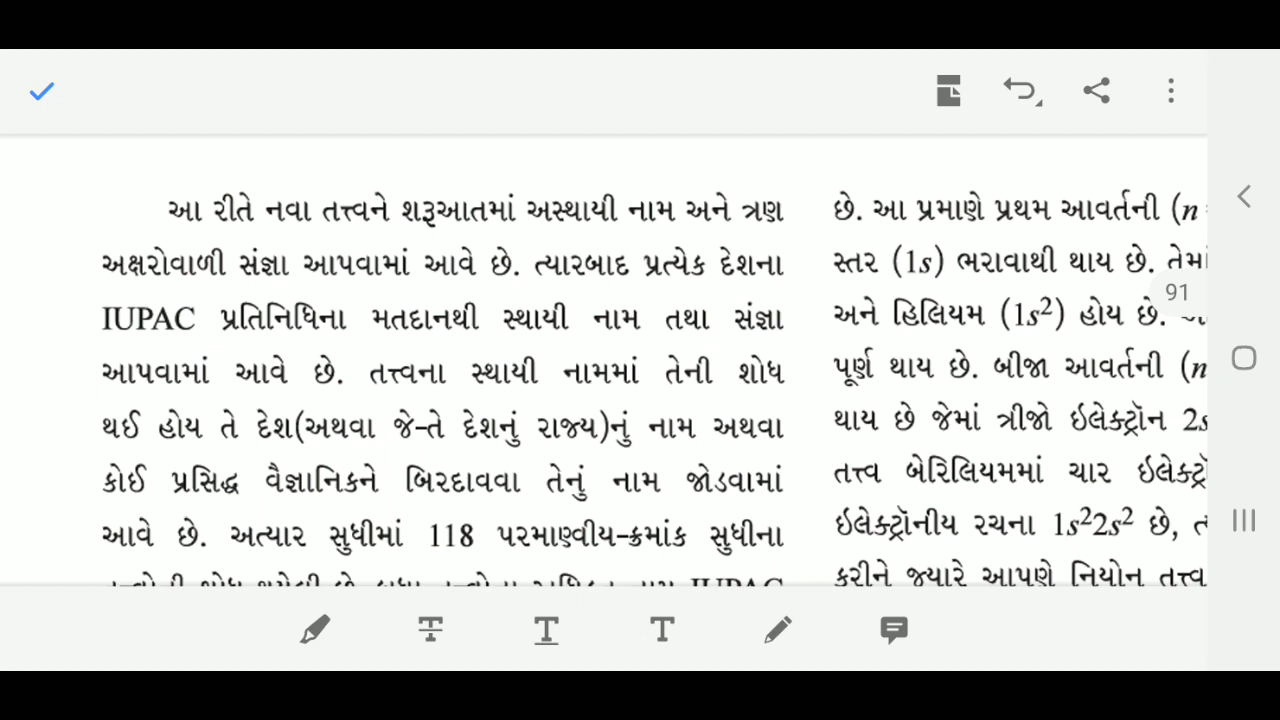 આ રીતે નવા તત્ત્વને શરૂઆતમાં અસ્થાયી નામ અને ત્રણ
અક્ષરોવાળી સંજ્ઞા આપવામાં આવે છે. ત્યારબાદ પ્રત્યેક દેશના
IUPAC પ્રતિનિધિના મતદાનથી સ્થાયી નામ તથા સંજ્ઞા
આપવામાં આવે છે. તત્ત્વના સ્થાયી નામમાં તેની શોધ
થઈ હોય તે દેશ(અથવા જે-તે દેશનું રાજ્ય)નું નામ અથવા
કોઈ પ્રસિદ્ધ વૈજ્ઞાનિકને બિરદાવવા તેનું નામ જોડવામાં
આવે છે. અત્યાર સુધીમાં 118 પરમાણ્વીય-ક્રમાંક સુધીના
છે. આ પ્રમાણે પ્રથમ આવર્તની (n
સ્તર (1s) ભરાવાથી થાય છે. તેમાં
અને હિલિયમ (1s²) હોય છે.
પૂર્ણ થાય છે. બીજા આવર્તની (n
થાય છે જેમાં ત્રીજો ઇલેક્ટ્રૉન 2s
તત્ત્વ બેરિલિયમમાં ચાર
ઇલેક્ટ્રૉનીય રચના 1s²2s² છે,
કરીને જ્યારે આપણે નિયોન તત્ત્વ
91